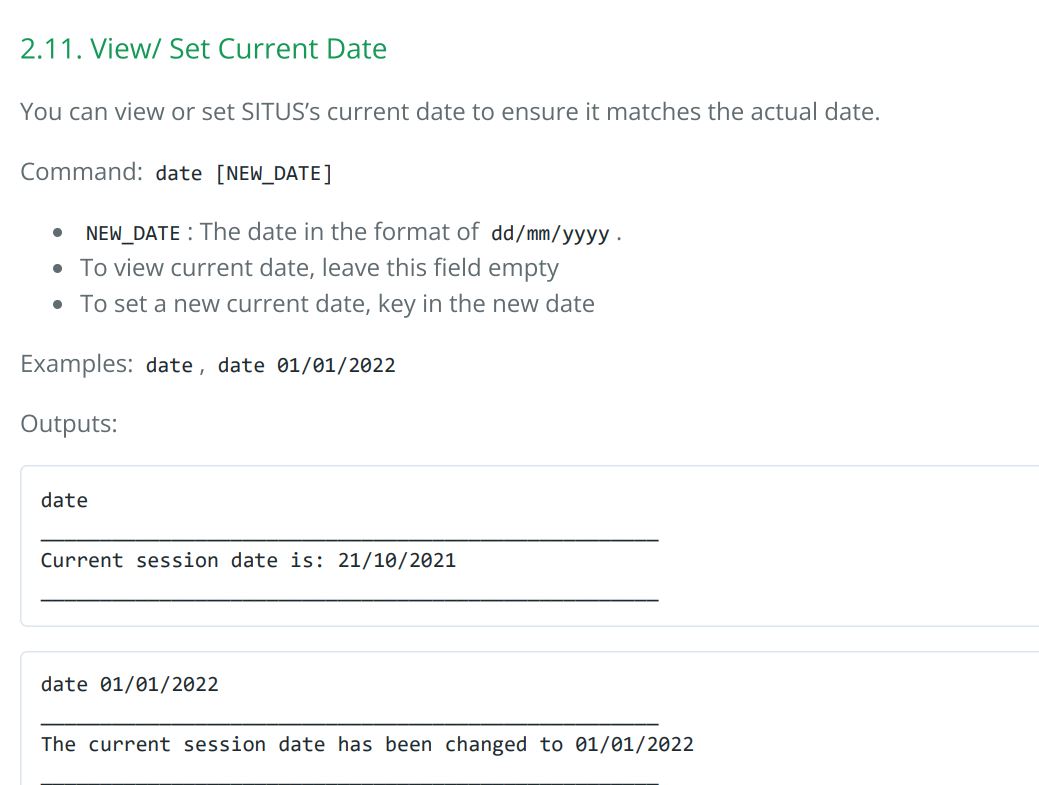 2.11. View/ Set Current Date
You can view or set SITUS’s current date to ensure it matches the actual date.
Command: date [NEW_DATE]
NEW_DATE : The date in the format of dd/mm/yyyy .
To view current date, leave this field empty
To set a new current date, key in the new date
Examples: date , date 01/01/2022
Outputs:
date
Current session date is: 21/10/2021
date 01/01/2022
The current session date has been changed to 01/01/2022